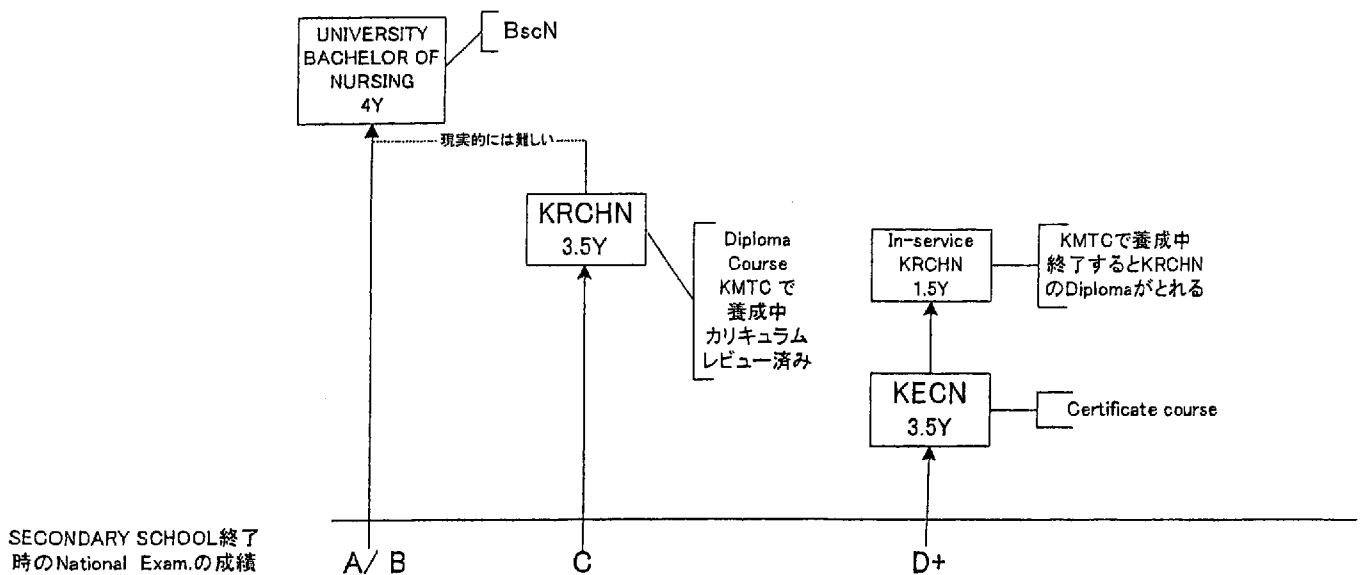 UNIVERSITY
BACHELOR OF
NURSING
4Y
BscN
現実的には難しい
KRCHN
3.5Y
Diploma
Course
KMTC で
養成中
カリキュラム
レビュー済み
In-service
KRCHN
1.5Y
KMTCで養成中
終了するとKRCHN
のDiplomaがとれる
KECN
3.5Y
Certificate course
SECONDARY SCHOOL終了
時のNational Exam.の成績
A/ B
C
D+